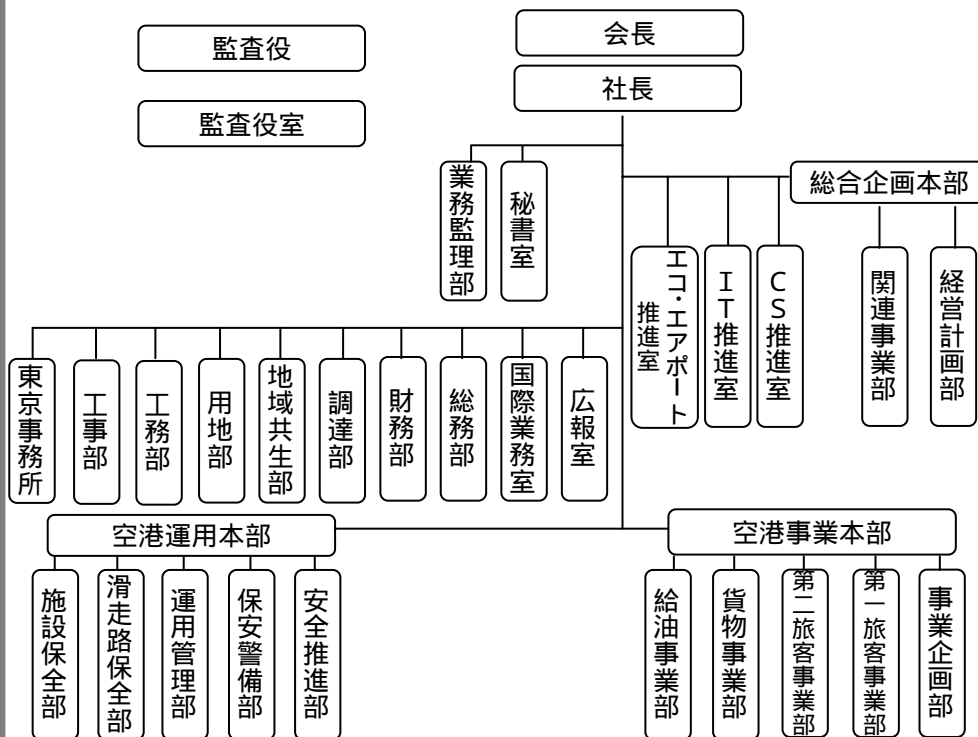 監査役
会長
社長
監査役室
業務監理部
秘書室
総合企画本部
エコ・エアポート
推進室
IT推進室
CS推進室
関連事業部
経営計画部
東京事務所
工事部
工務部
用地部
地域共生部
調達部
財務部
総務部
国際業務室
広報室
空港運用本部
空港事業本部
施設保全部
滑走路保全部
運用管理部
保安警備部
安全推進部
給油事業部
貨物事業部
第二旅客事業部
第一旅客事業部
事業企画部